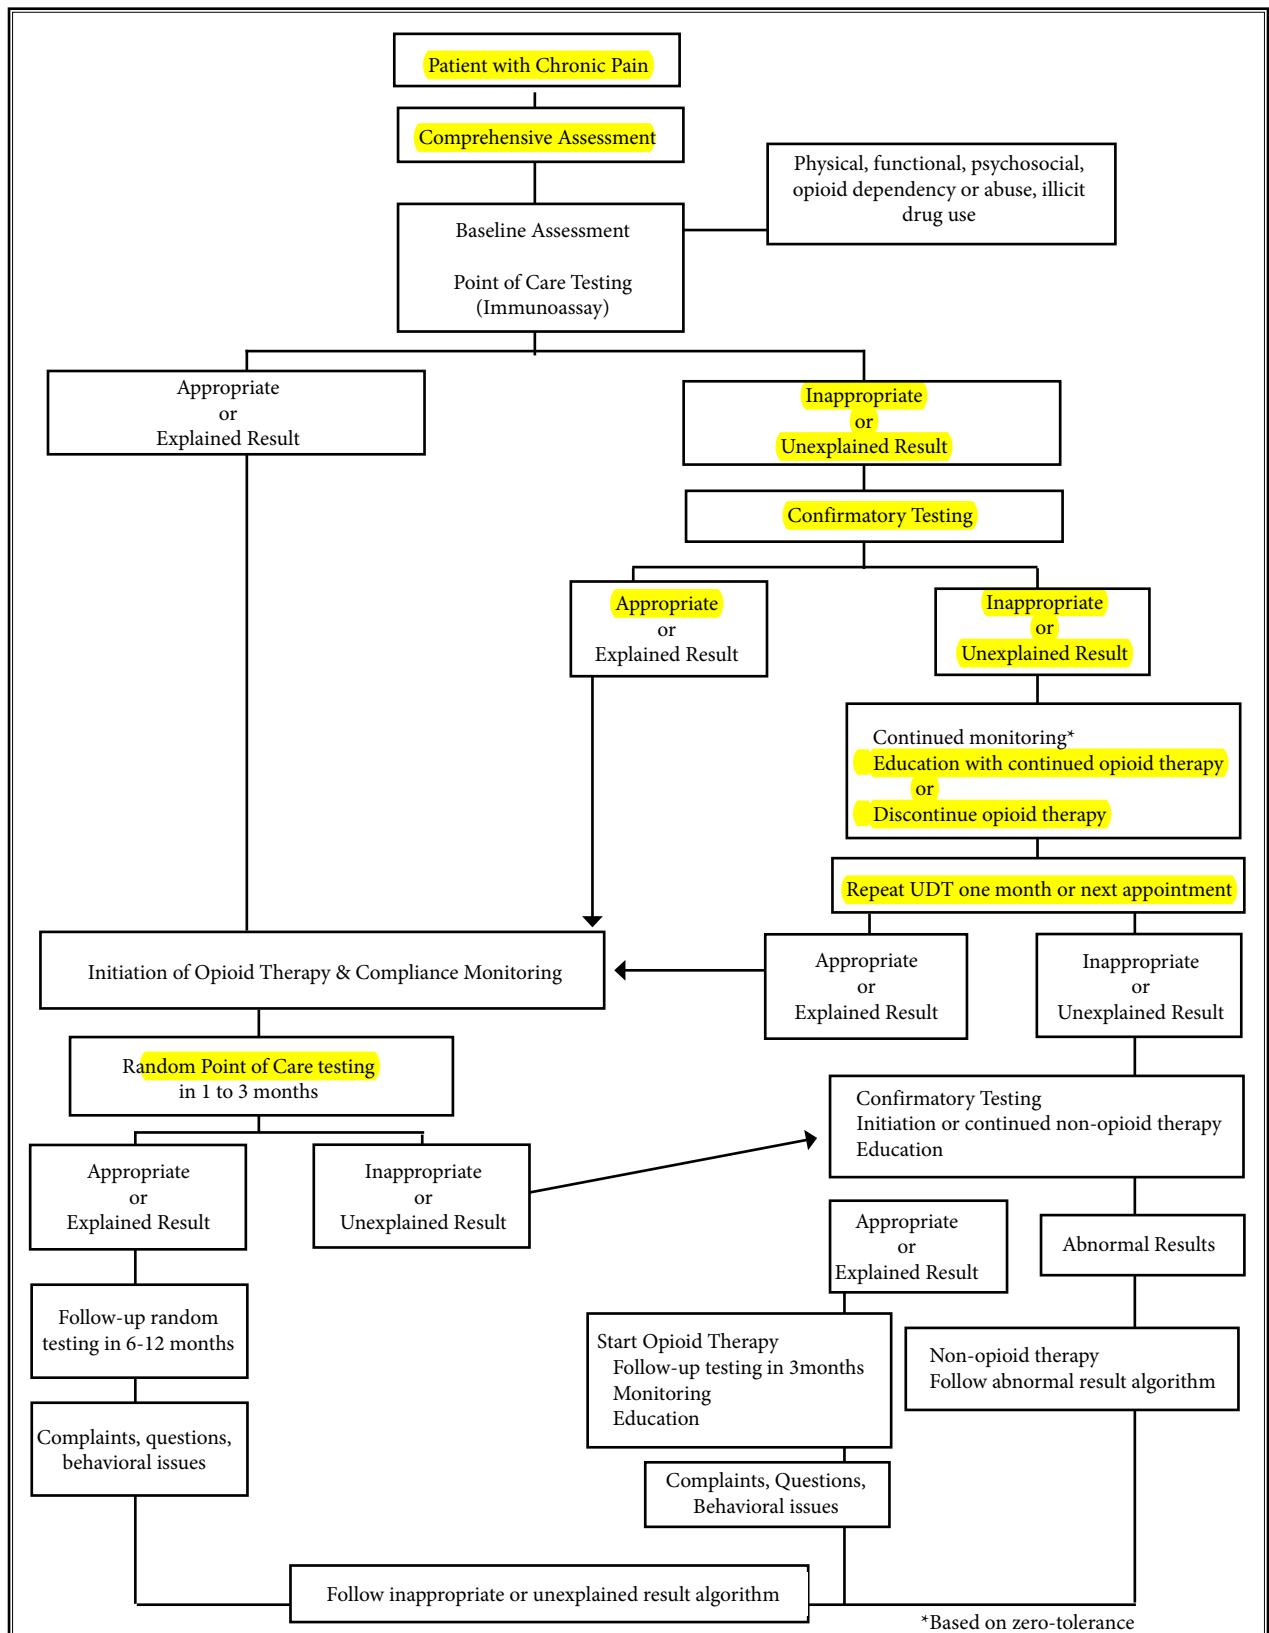 Patient with Chronic Pain
Comprehensive Assessment
Physical, functional, psychosocial,
opioid dependency or abuse, illicit
drug use
Baseline Assessment
Point of Care Testing
(Immunoassay)
Appropriate
or
Explained Result
Inappropriate
or
Unexplained Result
Confirmatory Testing
Appropriate
or
Explained Result
Inappropriate
or
Unexplained Result
Continued monitoring*
Education with continued opioid therapy
or
Discontinue opioid therapy
Repeat UDT one month or next appointment
Initiation of Opioid Therapy & Compliance Monitoring
Appropriate
or
Explained Result
Inappropriate
or
Unexplained Result
Random Point of Care testing
in 1 to 3 months
Confirmatory Testing
Initiation or continued non-opioid therapy
Education
Appropriate
or
Explained Result
Inappropriate
or
Unexplained Result
Appropriate
or
Explained Result
Abnormal Results
Follow-up random
testing in 6-12 months
Start Opioid Therapy
Follow-up testing in 3months
Monitoring
Education
Non-opioid therapy
Follow abnormal result algorithm
Complaints, questions,
behavioral issues
Complaints, Questions,
Behavioral issues
Follow inappropriate or unexplained result algorithm
*Based on zero-tolerance